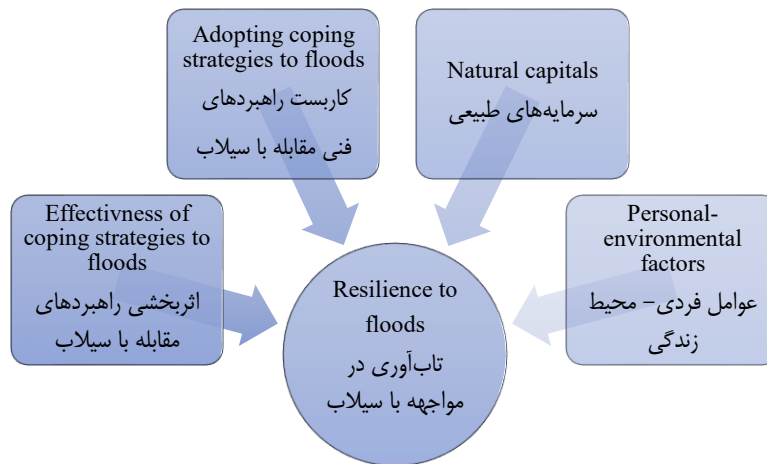 Adopting coping
strategies to floods
کاربست راهبردهای
فنی مقابله با سیلاب
Natural capitals
سرمایه‌های طبیعی
Effectivness of
coping strategies to
floods
اثربخشی راهبردهای
مقابله با سیلاب
Personal-
environmental
factors
عوامل فردی- محیط
زندگی
Resilience to
floods
تاب‌آوری در
مواجهه با سیلاب